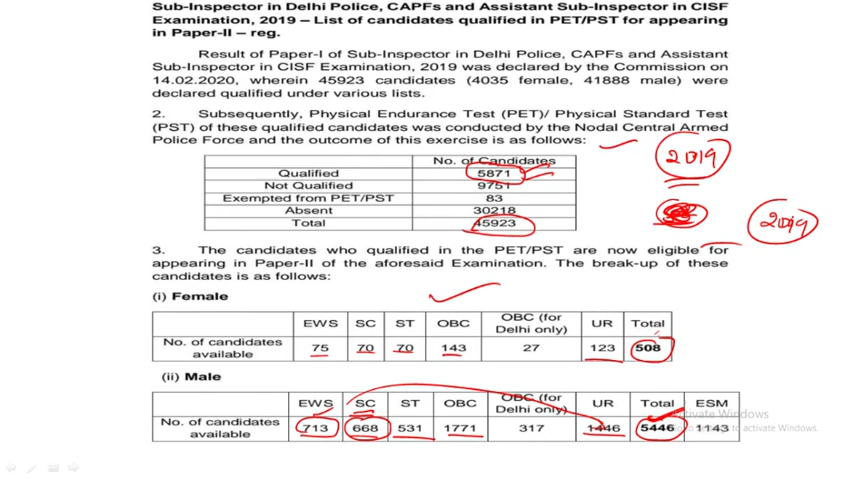 Sub-Inspector in Delhi Police, CAPFs and Assistant Sub-Inspector in CISF
Examination, 2019 – List of candidates qualified in PET/PST for appearing
in Paper-II – reg.
Result of Paper-I of Sub-Inspector in Delhi Police, CAPFs and Assistant
Sub-Inspector in CISF Examination, 2019 was declared by the Commission on
14.02.2020, wherein 45923 candidates (4035 female, 41888 male) were
declared qualified under various lists.
2. Subsequently, Physical Endurance Test (PET)/ Physical Standard Test
(PST) of these qualified candidates was conducted by the Nodal Central Armed
Police Force and the outcome of this exercise is as follows:
No. of Candidates
Qualified 5871
Not Qualified 9751
Exempted from PET/PST 83
Absent 30218
Total 45923
2019
2019
3. The candidates who qualified in the PET/PST are now eligible for
appearing in Paper-II of the aforesaid Examination. The break-up of these
candidates is as follows:
(i) Female
EWS SC ST OBC OBC (for Delhi only) UR Total
No. of candidates available 75 70 70 143 27 123 508
(ii) Male
EWS SC ST OBC OBC (for Delhi only) UR Total ESM
No. of candidates available 713 668 531 1771 317 1446 5446 1143
Activate Windows
Go to Settings to activate Windows.